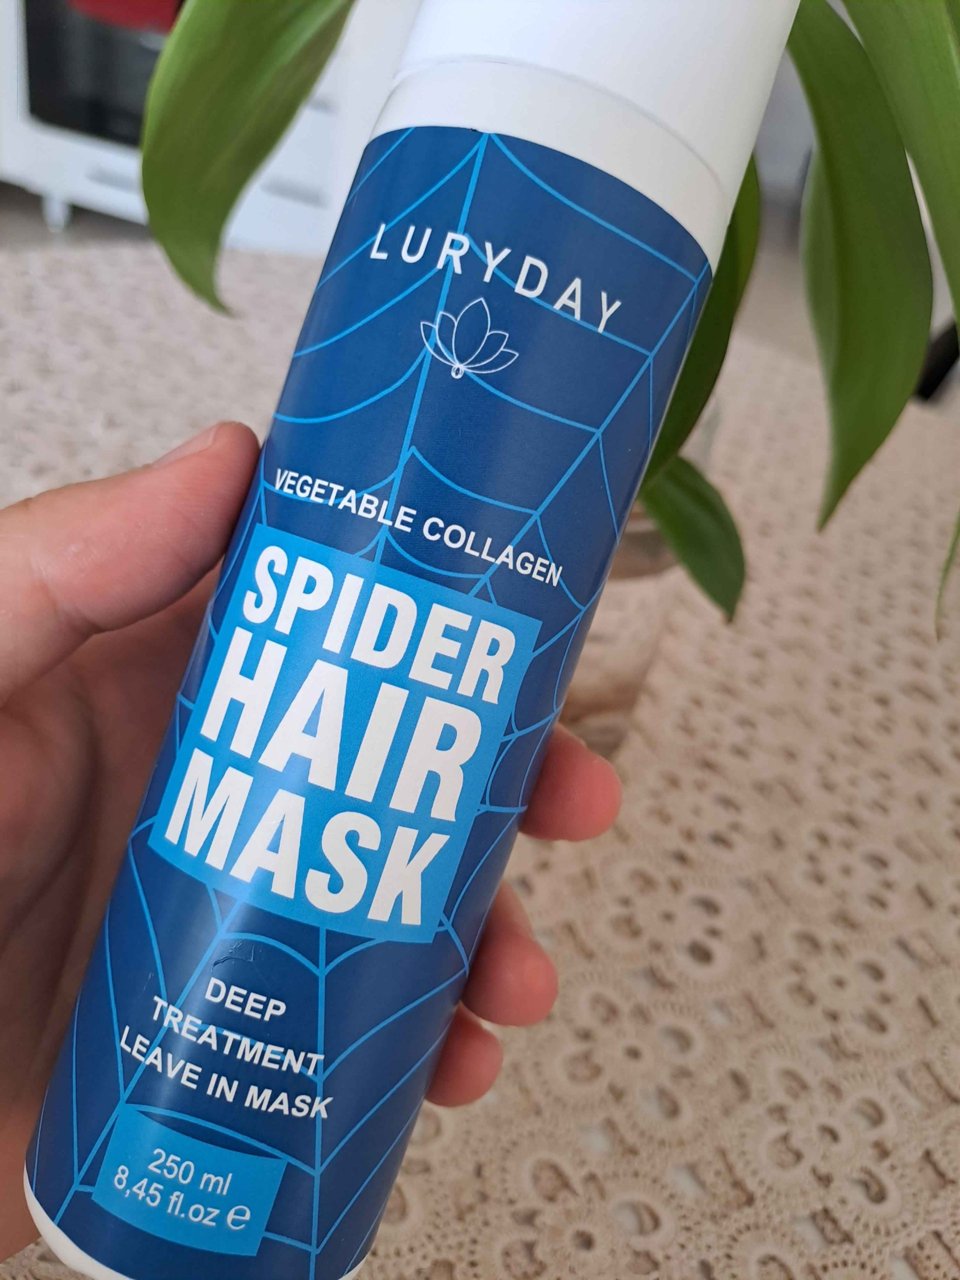 LURYDAY
VEGETABLE COLLAGEN
SPIDER
HAIR
MASK
DEEP
TREATMENT
LEAVE IN MASK
250 ml
8,45 fl.oz ℮